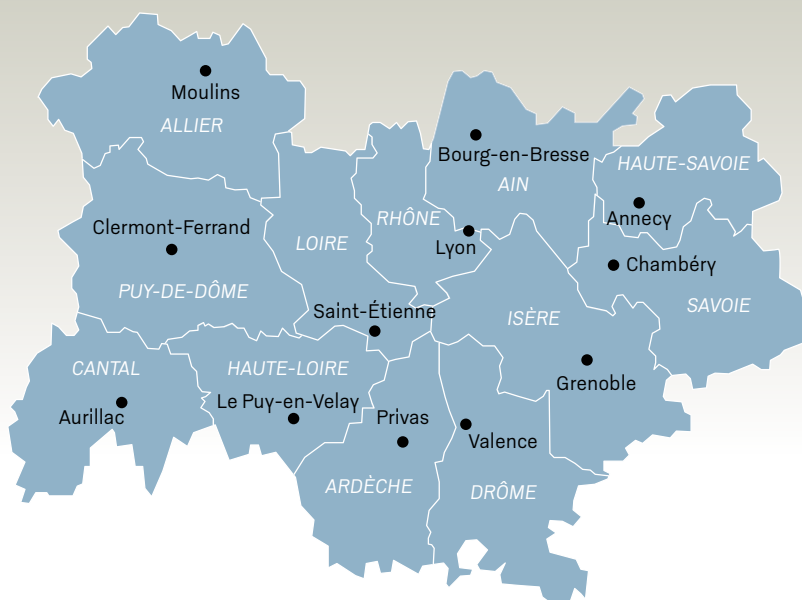 Moulins
ALLIER
Bourg-en-Bresse
AIN
HAUTE-SAVOIE
Annecy
Clermont-Ferrand
PUY-DE-DÔME
LOIRE
RHÔNE
Lyon
Chambéry
SAVOIE
Saint-Étienne
ISÈRE
Grenoble
CANTAL
Aurillac
HAUTE-LOIRE
Le Puy-en-Velay
Privas
ARDÈCHE
Valence
DRÔME